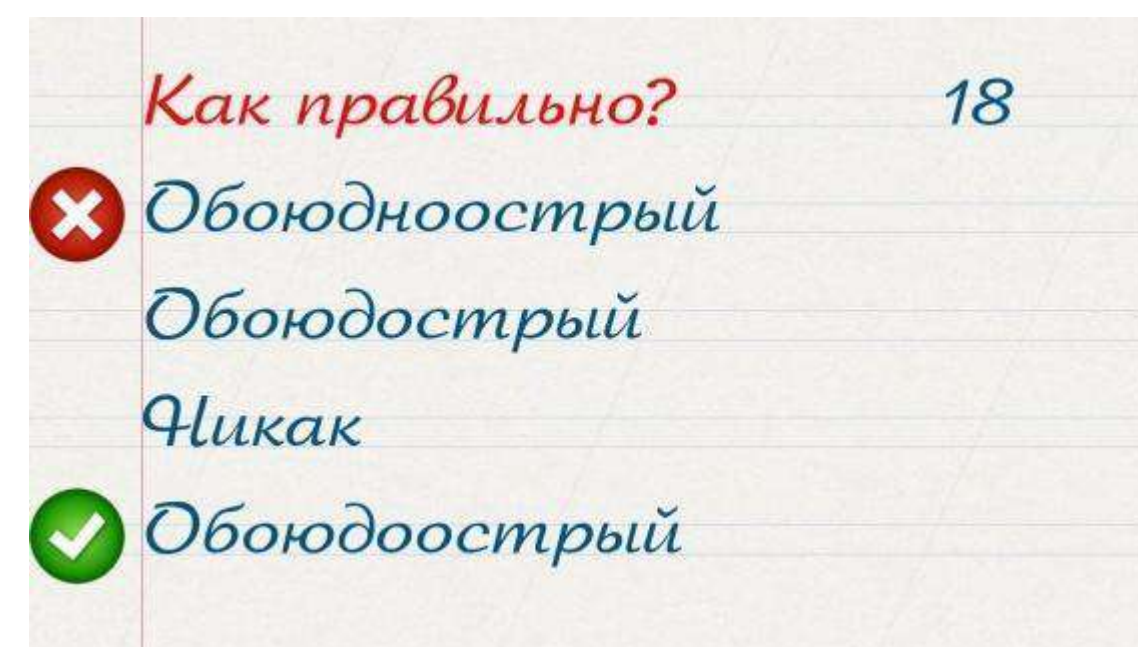 Как правильно? 18
Обоюдноострый
Обоюдострый
Никак
Обоюдоострый